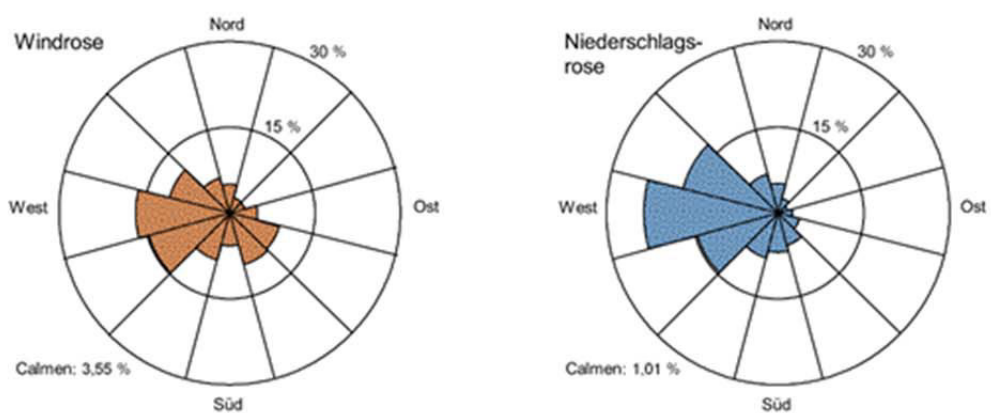 Windrose
Nord
30 %
15 %
West
Ost
Calmen: 3,55 %
Süd
Niederschlags-
rose
Nord
30 %
15 %
West
Ost
Calmen: 1,01 %
Süd